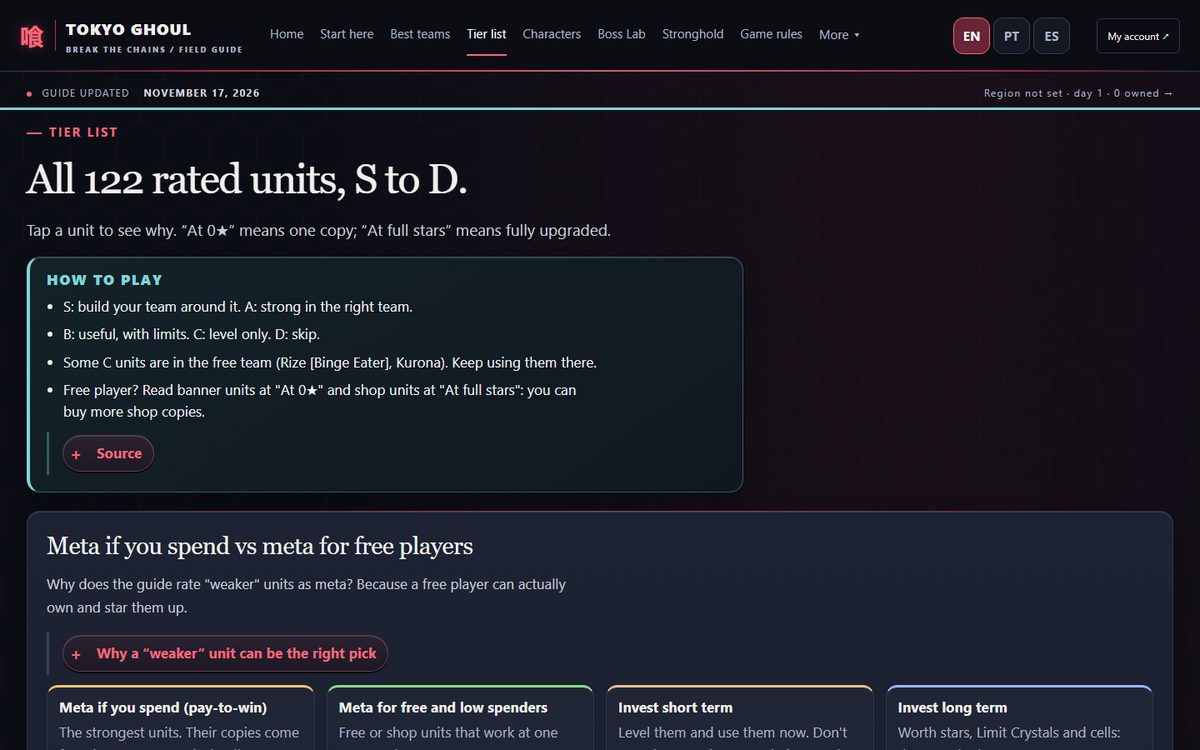 喰
TOKYO GHOUL
BREAK THE CHAINS / FIELD GUIDE
Home
Start here
Best teams
Tier list
Characters
Boss Lab
Stronghold
Game rules
More ▾
EN
PT
ES
My account ↗
GUIDE UPDATED NOVEMBER 17, 2026
Region not set · day 1 · 0 owned →
— TIER LIST
All 122 rated units, S to D.
Tap a unit to see why. “At 0★” means one copy; “At full stars” means fully upgraded.
HOW TO PLAY
• S: build your team around it. A: strong in the right team.
• B: useful, with limits. C: level only. D: skip.
• Some C units are in the free team (Rize [Binge Eater], Kurona). Keep using them there.
• Free player? Read banner units at "At 0★" and shop units at "At full stars": you can
buy more shop copies.
+ Source
Meta if you spend vs meta for free players
Why does the guide rate "weaker" units as meta? Because a free player can actually
own and star them up.
+ Why a “weaker” unit can be the right pick
Meta if you spend (pay-to-win)
The strongest units. Their copies come
Meta for free and low spenders
Free or shop units that work at one
Invest short term
Level them and use them now. Don't
Invest long term
Worth stars, Limit Crystals and cells: